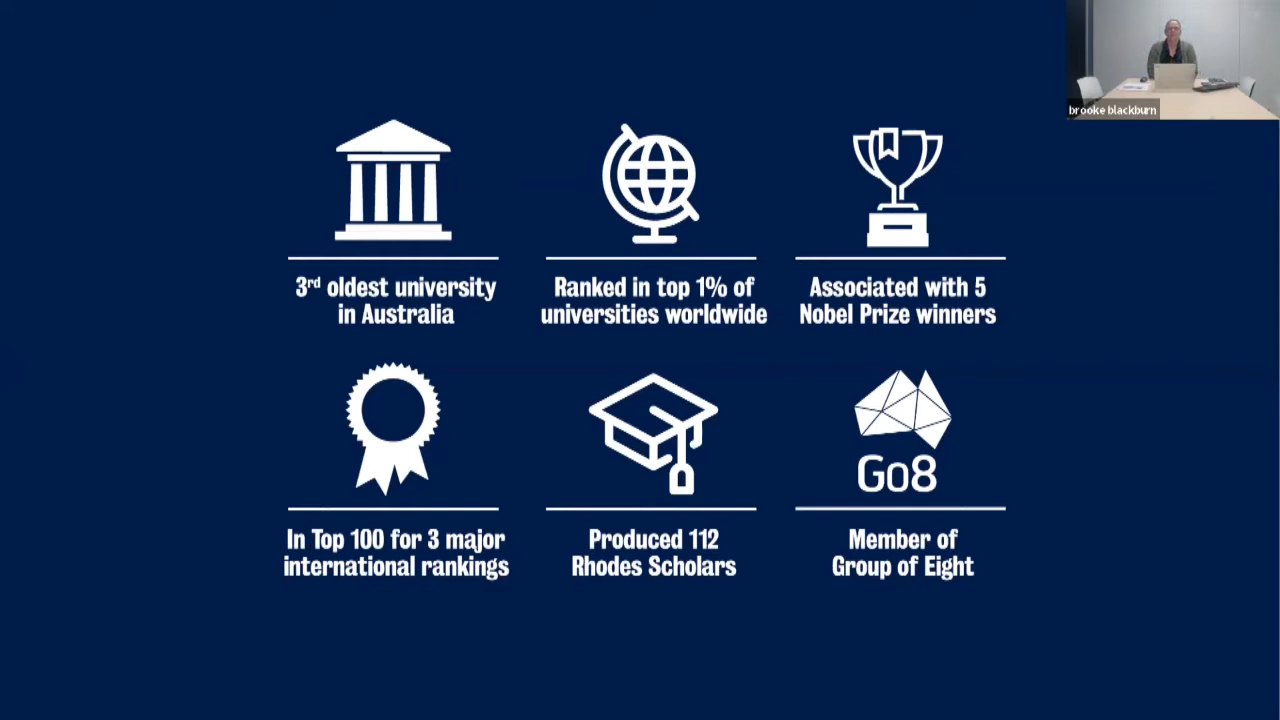 brooke blackburn
3rd oldest university
in Australia
Ranked in top 1% of
universities worldwide
Associated with 5
Nobel Prize winners
Go8
In Top 100 for 3 major
international rankings
Produced 112
Rhodes Scholars
Member of
Group of Eight